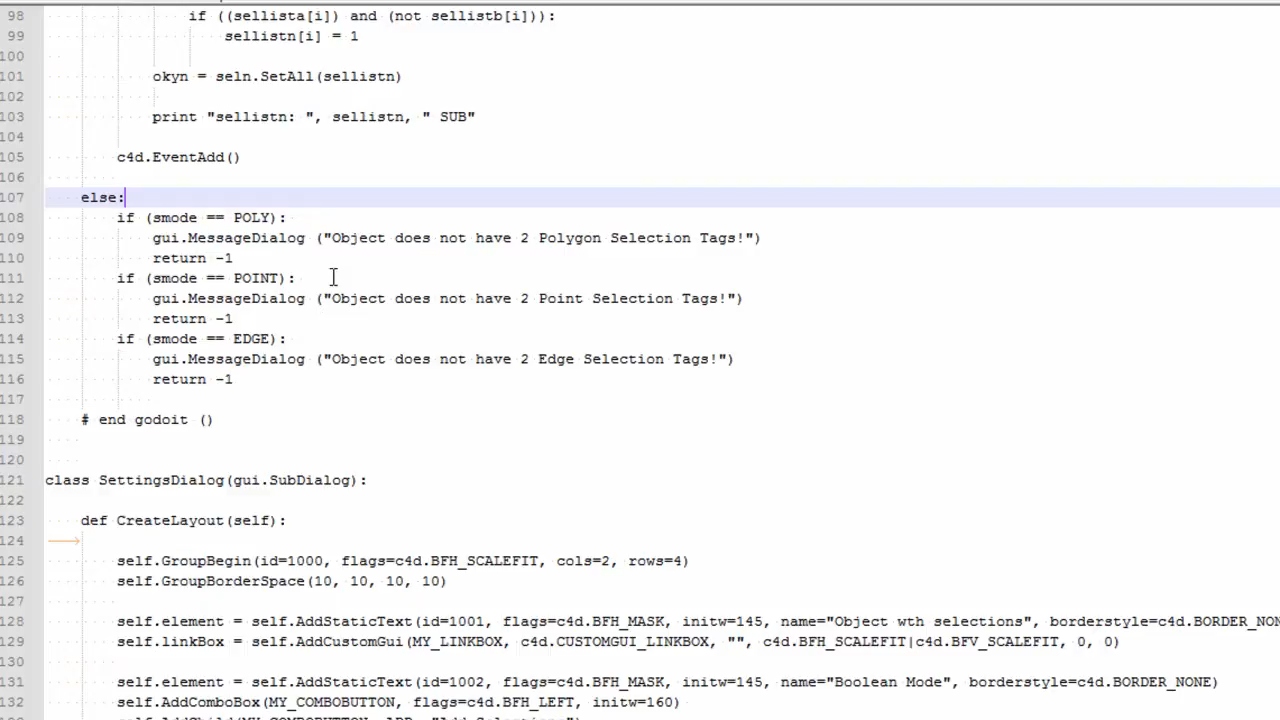 98 if ((sellista[i]) and (not sellistb[i])):
99 sellistn[i] = 1
100
101 okyn = seln.SetAll(sellistn)
102
103 print "sellistn: ", sellistn, " SUB"
104
105 c4d.EventAdd()
106
107 else:
108 if (smode == POLY):
109 gui.MessageDialog ("Object does not have 2 Polygon Selection Tags!")
110 return -1
111 if (smode == POINT):
112 gui.MessageDialog ("Object does not have 2 Point Selection Tags!")
113 return -1
114 if (smode == EDGE):
115 gui.MessageDialog ("Object does not have 2 Edge Selection Tags!")
116 return -1
117
118 # end godoit ()
119
120
121 class SettingsDialog(gui.SubDialog):
122
123 def CreateLayout(self):
124
125 self.GroupBegin(id=1000, flags=c4d.BFH_SCALEFIT, cols=2, rows=4)
126 self.GroupBorderSpace(10, 10, 10, 10)
127
128 self.element = self.AddStaticText(id=1001, flags=c4d.BFH_MASK, initw=145, name="Object wth selections", borderstyle=c4d.BORDER_NON
129 self.linkBox = self.AddCustomGui(MY_LINKBOX, c4d.CUSTOMGUI_LINKBOX, "", c4d.BFH_SCALEFIT|c4d.BFV_SCALEFIT, 0, 0)
130
131 self.element = self.AddStaticText(id=1002, flags=c4d.BFH_MASK, initw=145, name="Boolean Mode", borderstyle=c4d.BORDER_NONE)
132 self.AddComboBox(MY_COMBOBUTTON, flags=c4d.BFH_LEFT, initw=160)